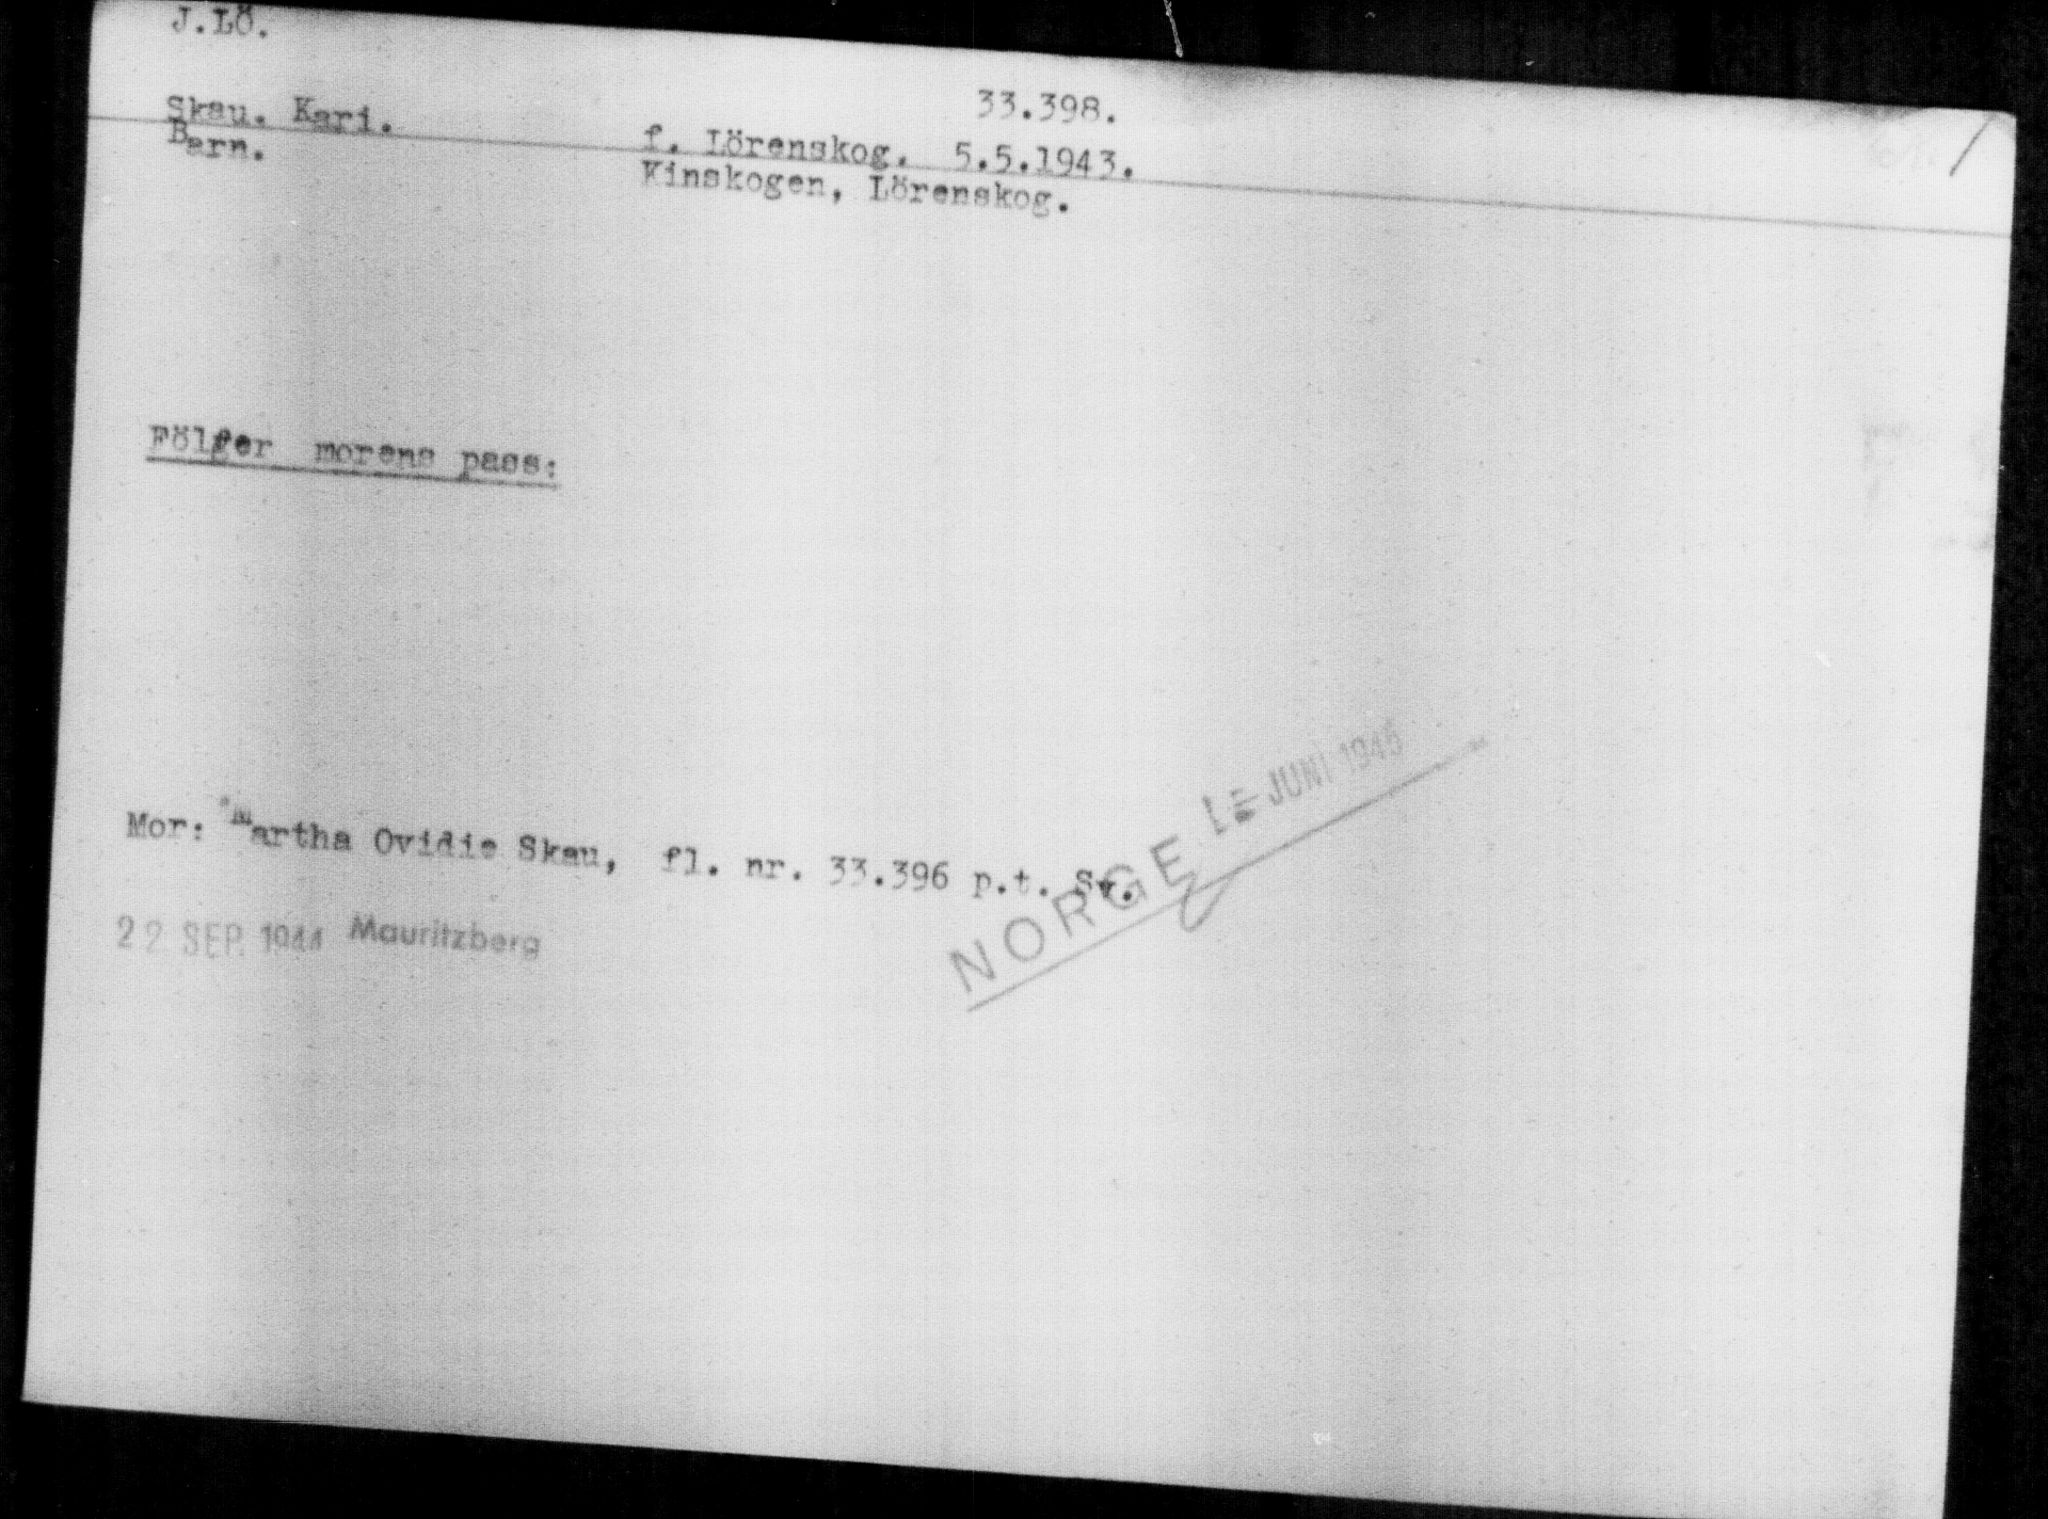 J.LÖ.
33.398.
Skau. Kari.
f. Lörenskog. 5.5.1943.
Barn.
Finskogen, Lörenskog.
Fölger morens pass:
Mor: Martha Ovidie Skau, fl. nr. 33.396 p.t. Sv.
22 SEP. 1944 Mauritzberg
NORGE JUNI 1945